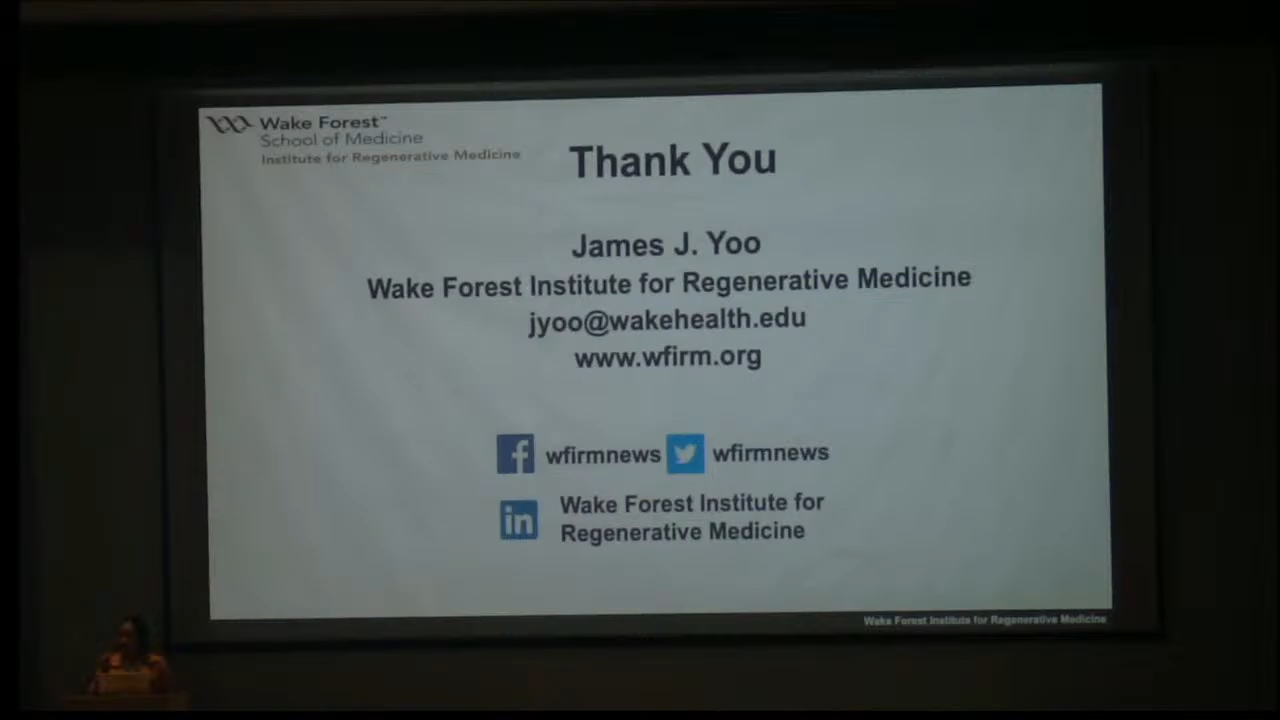 Wake Forest™
School of Medicine
Institute for Regenerative Medicine
Thank You
James J. Yoo
Wake Forest Institute for Regenerative Medicine
jyoo@wakehealth.edu
www.wfirm.org
wfirmnews wfirmnews
in Wake Forest Institute for
Regenerative Medicine
Wake Forest Institute for Regenerative Medicine